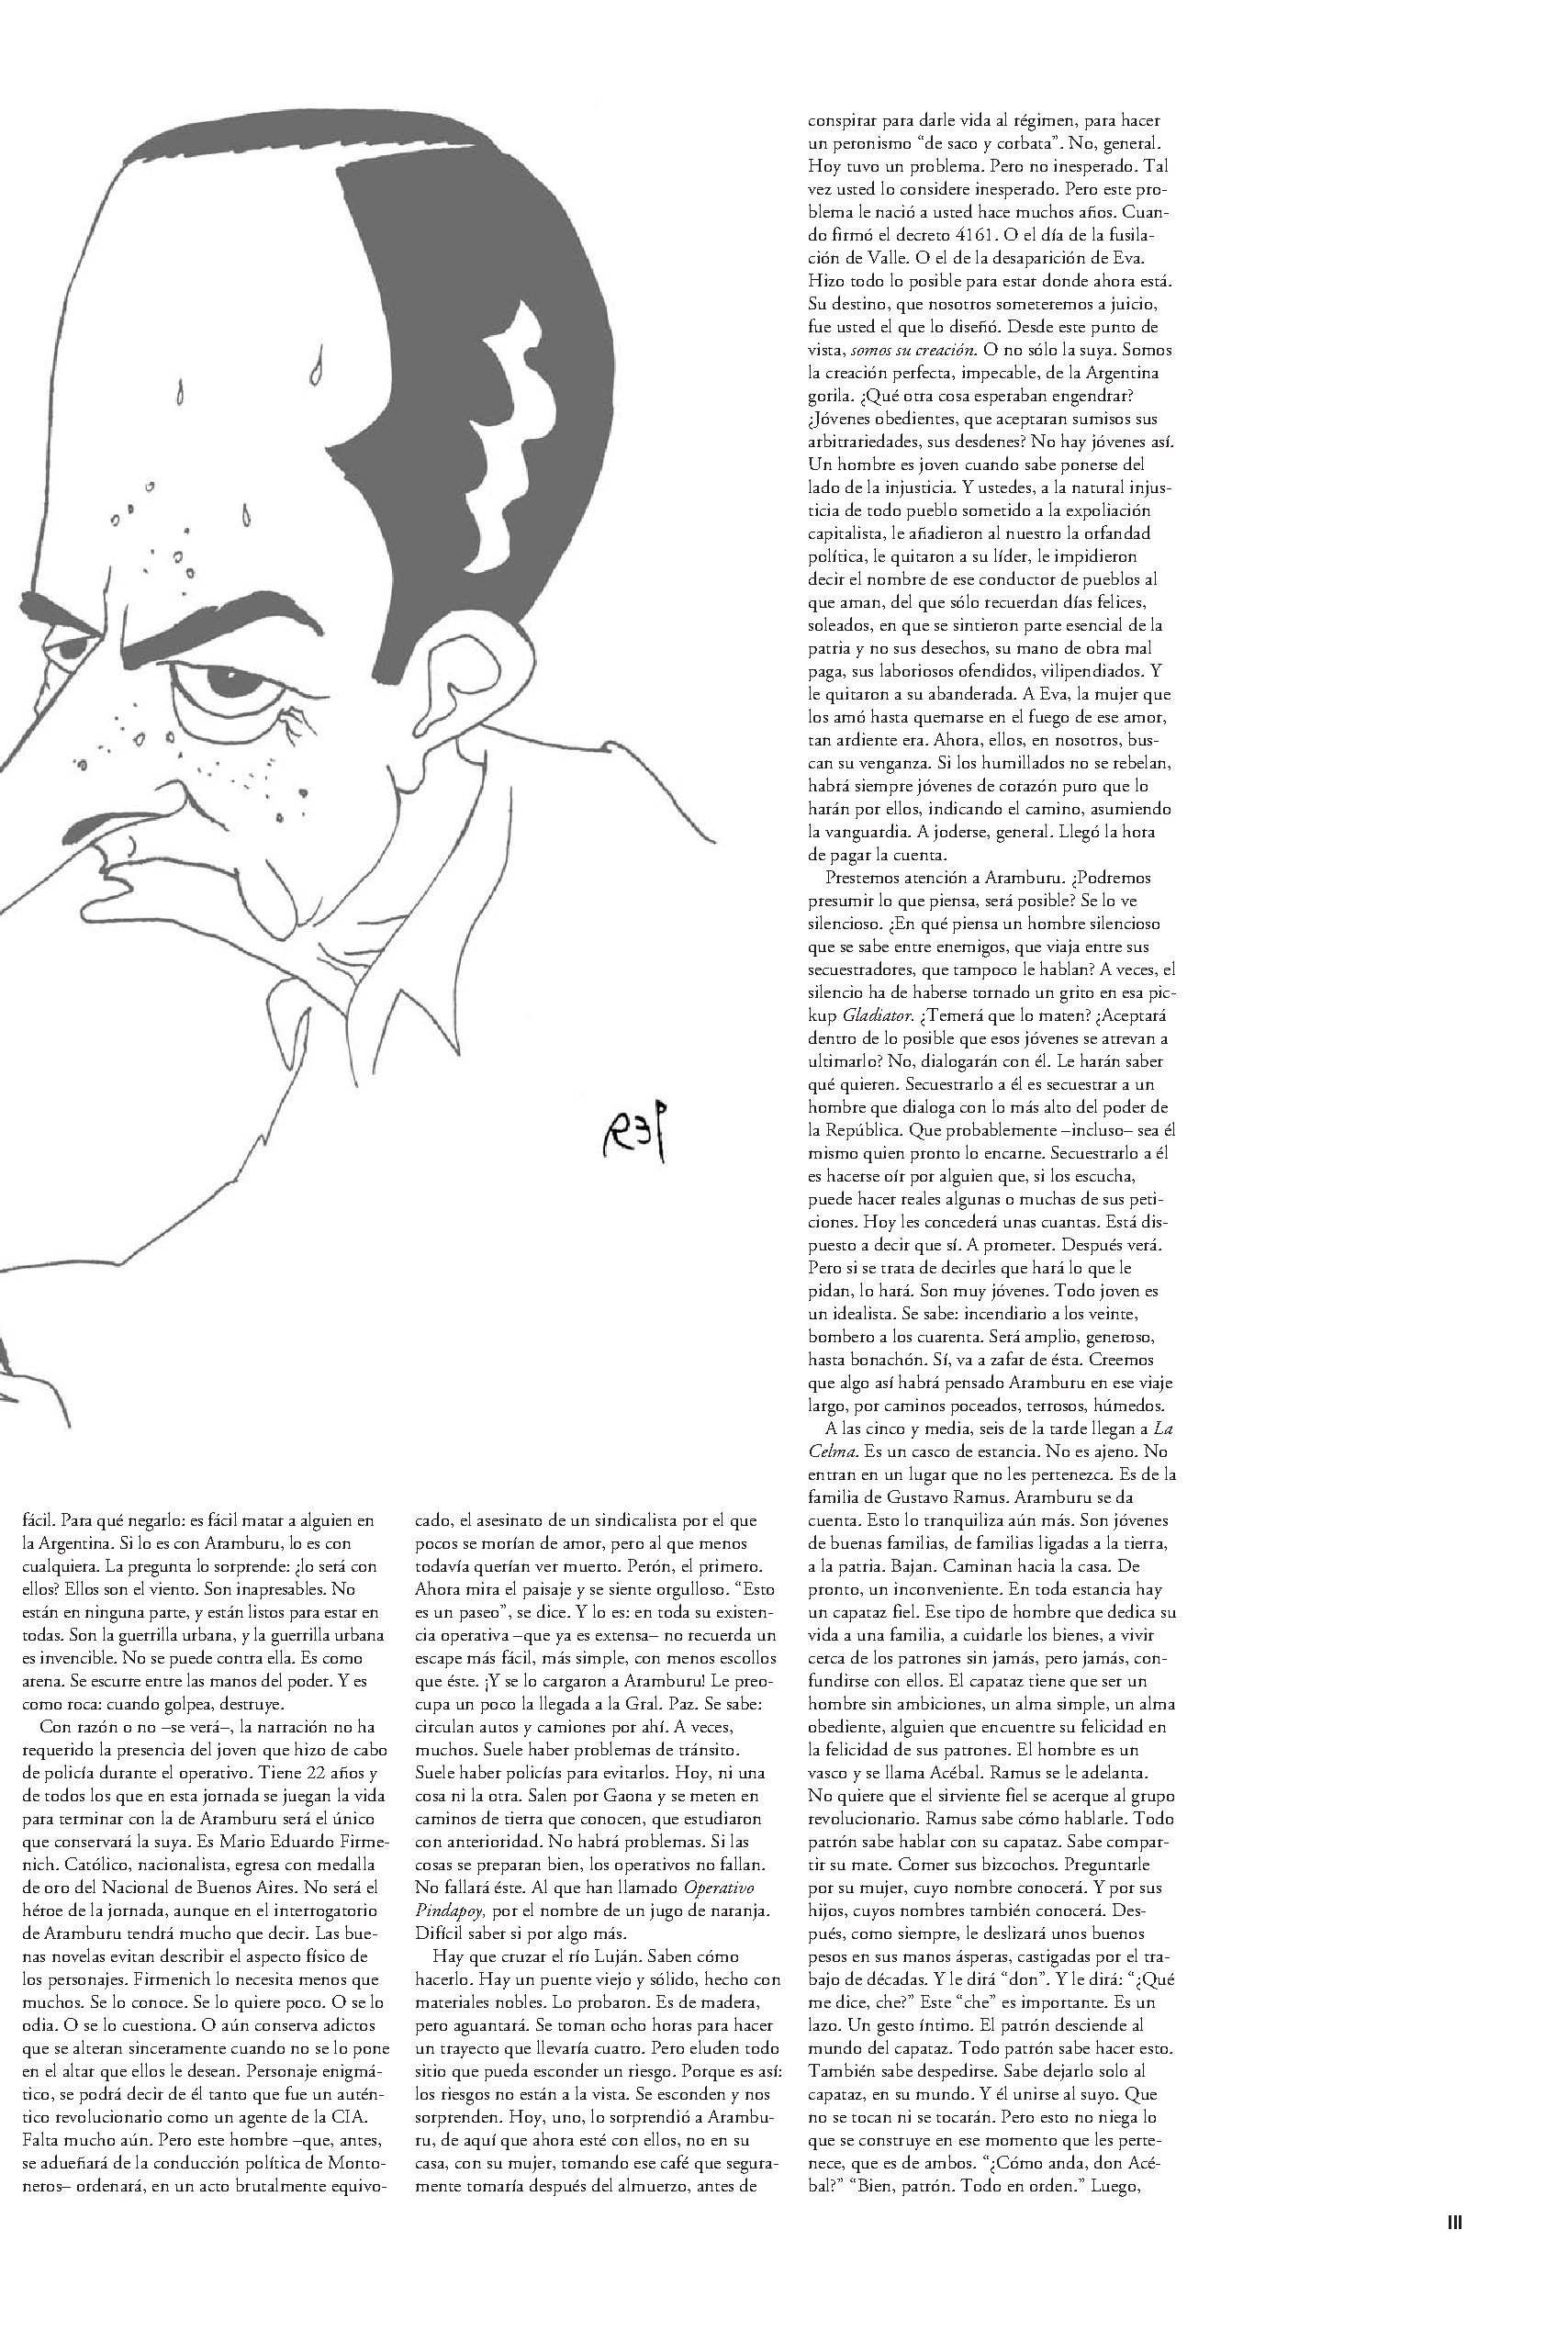 fácil. Para qué negarlo: es fácil matar a alguien en
la Argentina. Si lo es con Aramburu, lo es con
cualquiera. La pregunta lo sorprende: ¿lo será con
ellos? Ellos son el viento. Son inapresables. No
están en ninguna parte, y están listos para estar en
todas. Son la guerrilla urbana, y la guerrilla urbana
es invencible. No se puede contra ella. Es como
arena. Se escurre entre las manos del poder. Y es
como roca: cuando golpea, destruye.
Con razón o no –se verá–, la narración no ha
requerido la presencia del joven que hizo de cabo
de policía durante el operativo. Tiene 22 años y
de todos los que en esta jornada se juegan la vida
para terminar con la de Aramburu será el único
que conservará la suya. Es Mario Eduardo Firme-
nich. Católico, nacionalista, egresa con medalla
de oro del Nacional de Buenos Aires. No será el
héroe de la jornada, aunque en el interrogatorio
de Aramburu tendrá mucho que decir. Las bue-
nas novelas evitan describir el aspecto físico de
los personajes. Firmenich lo necesita menos que
muchos. Se lo conoce. Se lo quiere poco. O se lo
odia. O se lo cuestiona. O aún conserva adictos
que se alteran sinceramente cuando no se lo pone
en el altar que ellos le desean. Personaje enigmá-
tico, se podrá decir de él tanto que fue un autén-
tico revolucionario como un agente de la CIA.
Falta mucho aún. Pero este hombre –que, antes,
se adueñará de la conducción política de Monto-
neros– ordenará, en un acto brutalmente equivo-
cado, el asesinato de un sindicalista por el que
pocos se morían de amor, pero al que menos
todavía querían ver muerto. Perón, el primero.
Ahora mira el paisaje y se siente orgulloso. “Esto
es un paseo”, se dice. Y lo es: en toda su existen-
cia operativa –que ya es extensa– no recuerda un
escape más fácil, más simple, con menos escollos
que éste. ¡Y se lo cargaron a Aramburu! Le preo-
cupa un poco la llegada a la Gral. Paz. Se sabe:
circulan autos y camiones por ahí. A veces,
muchos. Suele haber problemas de tránsito.
Suele haber policías para evitarlos. Hoy, ni una
cosa ni la otra. Salen por Gaona y se meten en
caminos de tierra que conocen, que estudiaron
con anterioridad. No habrá problemas. Si las
cosas se preparan bien, los operativos no fallan.
No fallará éste. Al que han llamado Operativo
Pindapoy, por el nombre de un jugo de naranja.
Difícil saber si por algo más.
Hay que cruzar el río Luján. Saben cómo
hacerlo. Hay un puente viejo y sólido, hecho con
materiales nobles. Lo probaron. Es de madera,
pero aguantará. Se toman ocho horas para hacer
un trayecto que llevaría cuatro. Pero eluden todo
sitio que pueda esconder un riesgo. Porque es así:
los riesgos no están a la vista. Se esconden y nos
sorprenden. Hoy, uno, lo sorprendió a Arambu-
ru, de aquí que ahora esté con ellos, no en su
casa, con su mujer, tomando ese café que segura-
mente tomaría después del almuerzo, antes de
conspirar para darle vida al régimen, para hacer
un peronismo “de saco y corbata”. No, general.
Hoy tuvo un problema. Pero no inesperado. Tal
vez usted lo considere inesperado. Pero este pro-
blema le nació a usted hace muchos años. Cuan-
do firmó el decreto 4161. O el día de la fusila-
ción de Valle. O el de la desaparición de Eva.
Hizo todo lo posible para estar donde ahora está.
Su destino, que nosotros someteremos a juicio,
fue usted el que lo diseñó. Desde este punto de
vista, somos su creación. O no sólo la suya. Somos
la creación perfecta, impecable, de la Argentina
gorila. ¿Qué otra cosa esperaban engendrar?
¿Jóvenes obedientes, que aceptaran sumisos sus
arbitrariedades, sus desdenes? No hay jóvenes así.
Un hombre es joven cuando sabe ponerse del
lado de la injusticia. Y ustedes, a la natural injus-
ticia de todo pueblo sometido a la expoliación
capitalista, le añadieron al nuestro la orfandad
política, le quitaron a su líder, le impidieron
decir el nombre de ese conductor de pueblos al
que aman, del que sólo recuerdan días felices,
soleados, en que se sintieron parte esencial de la
patria y no sus desechos, su mano de obra mal
paga, sus laboriosos ofendidos, vilipendiados. Y
le quitaron a su abanderada. A Eva, la mujer que
los amó hasta quemarse en el fuego de ese amor,
tan ardiente era. Ahora, ellos, en nosotros, bus-
can su venganza. Si los humillados no se rebelan,
habrá siempre jóvenes de corazón puro que lo
harán por ellos, indicando el camino, asumiendo
la vanguardia. A joderse, general. Llegó la hora
de pagar la cuenta.
Prestemos atención a Aramburu. ¿Podremos
presumir lo que piensa, será posible? Se lo ve
silencioso. ¿En qué piensa un hombre silencioso
que se sabe entre enemigos, que viaja entre sus
secuestradores, que tampoco le hablan? A veces, el
silencio ha de haberse tornado un grito en esa pic-
kup Gladiator. ¿Temerá que lo maten? ¿Aceptará
dentro de lo posible que esos jóvenes se atrevan a
ultimarlo? No, dialogarán con él. Le harán saber
qué quieren. Secuestrarlo a él es secuestrar a un
hombre que dialoga con lo más alto del poder de
la República. Que probablemente –incluso– sea él
mismo quien pronto lo encarne. Secuestrarlo a él
es hacerse oír por alguien que, si los escucha,
puede hacer reales algunas o muchas de sus peti-
ciones. Hoy les concederá unas cuantas. Está dis-
puesto a decir que sí. A prometer. Después verá.
Pero si se trata de decirles que hará lo que le
pidan, lo hará. Son muy jóvenes. Todo joven es
un idealista. Se sabe: incendiario a los veinte,
bombero a los cuarenta. Será amplio, generoso,
hasta bonachón. Sí, va a zafar de ésta. Creemos
que algo así habrá pensado Aramburu en ese viaje
largo, por caminos poceados, terrosos, húmedos.
A las cinco y media, seis de la tarde llegan a La
Celma. Es un casco de estancia. No es ajeno. No
entran en un lugar que no les pertenezca. Es de la
familia de Gustavo Ramus. Aramburu se da
cuenta. Esto lo tranquiliza aún más. Son jóvenes
de buenas familias, de familias ligadas a la tierra,
a la patria. Bajan. Caminan hacia la casa. De
pronto, un inconveniente. En toda estancia hay
un capataz fiel. Ese tipo de hombre que dedica su
vida a una familia, a cuidarle los bienes, a vivir
cerca de los patrones sin jamás, pero jamás, con-
fundirse con ellos. El capataz tiene que ser un
hombre sin ambiciones, un alma simple, un alma
obediente, alguien que encuentre su felicidad en
la felicidad de sus patrones. El hombre es un
vasco y se llama Acébal. Ramus se le adelanta.
No quiere que el sirviente fiel se acerque al grupo
revolucionario. Ramus sabe cómo hablarle. Todo
patrón sabe hablar con su capataz. Sabe compar-
tir su mate. Comer sus bizcochos. Preguntarle
por su mujer, cuyo nombre conocerá. Y por sus
hijos, cuyos nombres también conocerá. Des-
pués, como siempre, le deslizará unos buenos
pesos en sus manos ásperas, castigadas por el tra-
bajo de décadas. Y le dirá “don”. Y le dirá: “¿Qué
me dice, che?” Este “che” es importante. Es un
lazo. Un gesto íntimo. El patrón desciende al
mundo del capataz. Todo patrón sabe hacer esto.
También sabe despedirse. Sabe dejarlo solo al
capataz, en su mundo. Y él unirse al suyo. Que
no se tocan ni se tocarán. Pero esto no niega lo
que se construye en ese momento que les perte-
nece, que es de ambos. “¿Cómo anda, don Acé-
bal?” “Bien, patrón. Todo en orden.” Luego,
REP
III